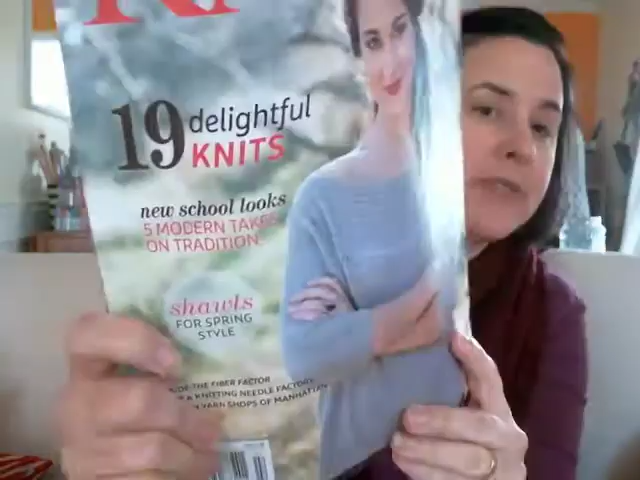 19 delightful
KNITS
new school looks
5 MODERN TAKES
ON TRADITION
shawls
FOR SPRING
STYLE
THE FIBER FACTOR
A KNITTING NEEDLE FACTORY
YARN SHOPS OF MANHATTAN